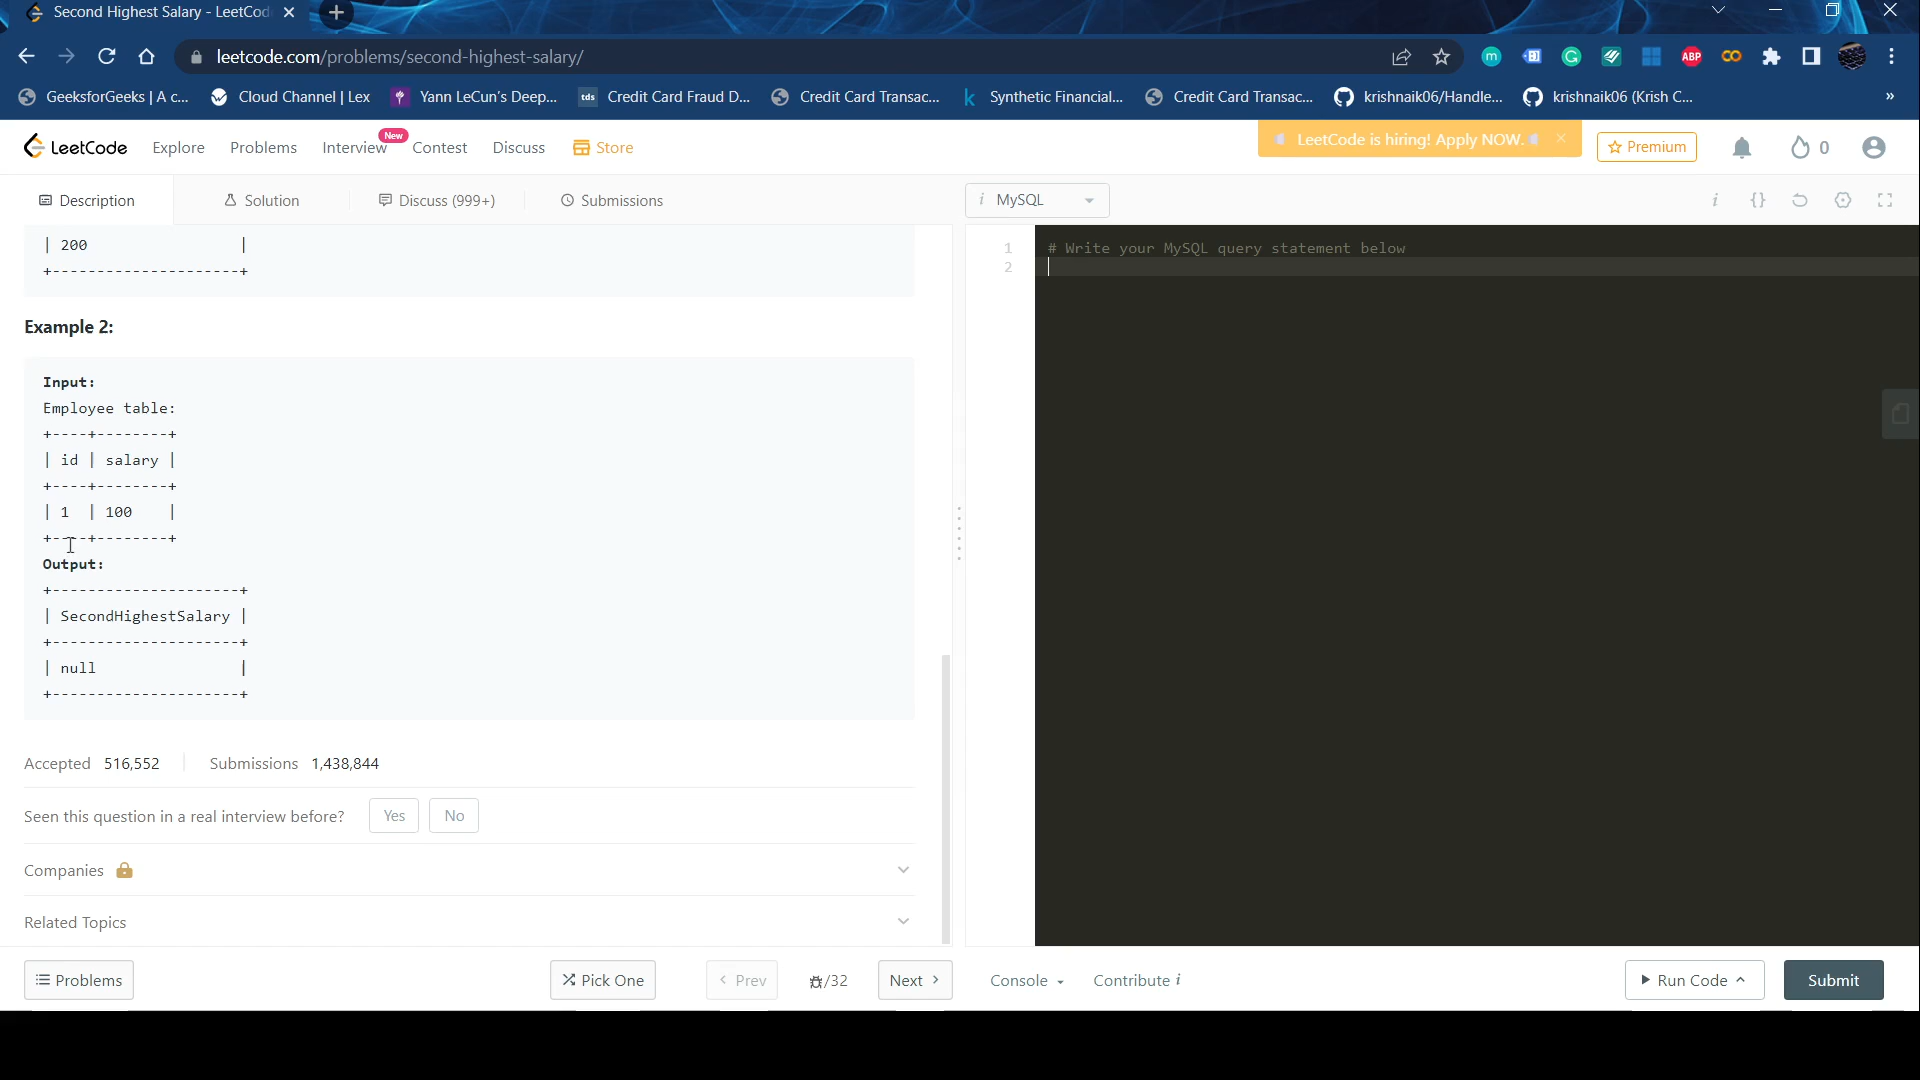 Second Highest Salary - LeetCod
leetcode.com/problems/second-highest-salary/
GeeksforGeeks | A c...
Cloud Channel | Lex
Yann LeCun's Deep...
tds
Credit Card Fraud D...
Credit Card Transac...
Synthetic Financial...
Credit Card Transac...
krishnaik06/Handle...
krishnaik06 (Krish C...
»
m
G
ABP
LeetCode
Explore
Problems
Interview
New
Contest
Discuss
Store
LeetCode is hiring! Apply NOW.
Premium
0
Description
Solution
Discuss (999+)
Submissions
i MySQL
| 200                 |
+---------------------+
Example 2:
Input:
Employee table:
+----+--------+
| id | salary |
+----+--------+
| 1  | 100    |
+----+--------+
Output:
+---------------------+
| SecondHighestSalary |
+---------------------+
| null                |
+---------------------+
Accepted 516,552
Submissions 1,438,844
Seen this question in a real interview before?
Yes
No
Companies
Related Topics
1 # Write your MySQL query statement below
2
Problems
Pick One
Prev
/32
Next
Console
Contribute i
Run Code
Submit